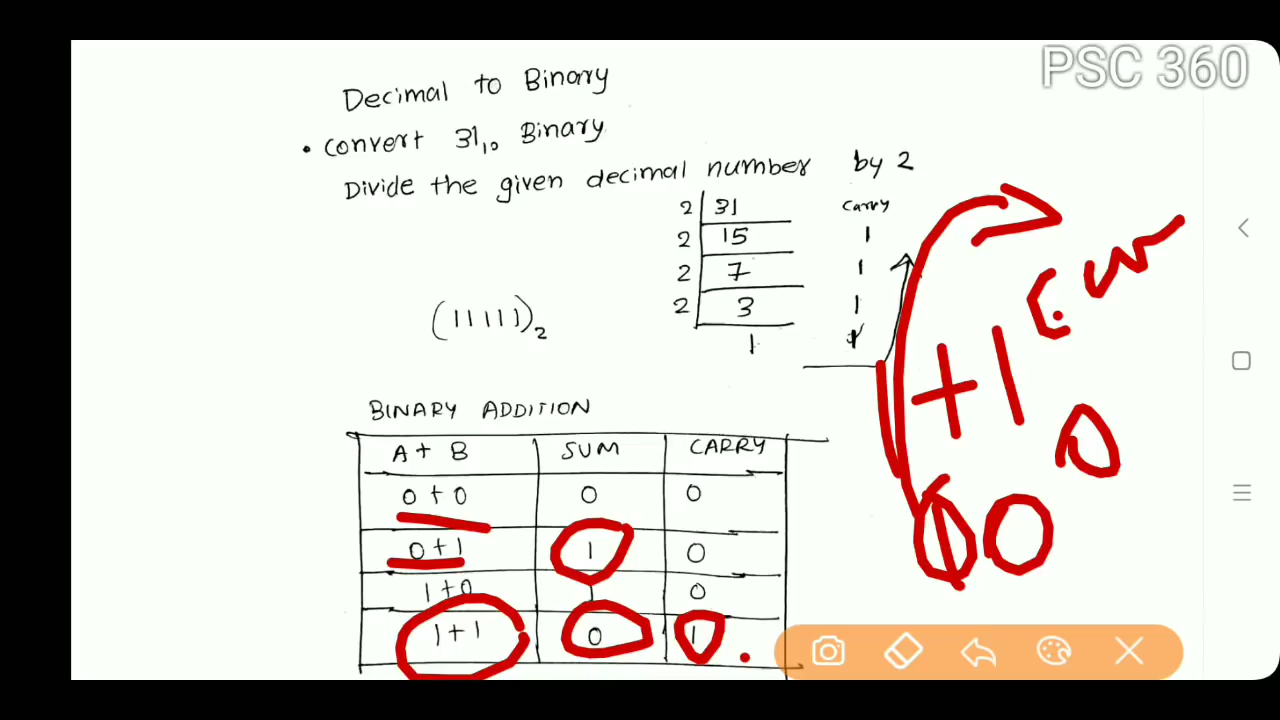 PSC 360
Decimal to Binary
• convert 31₁₀ Binary
Divide the given decimal number by 2
2 31 carry
2 15 1
2 7 1
2 3 1
1 1
(11111)₂
+1
0
10
BINARY ADDITION
A + B SUM CARRY
0 + 0 0 0
0 + 1 1 0
1 + 0 1 0
1 + 1 0 1